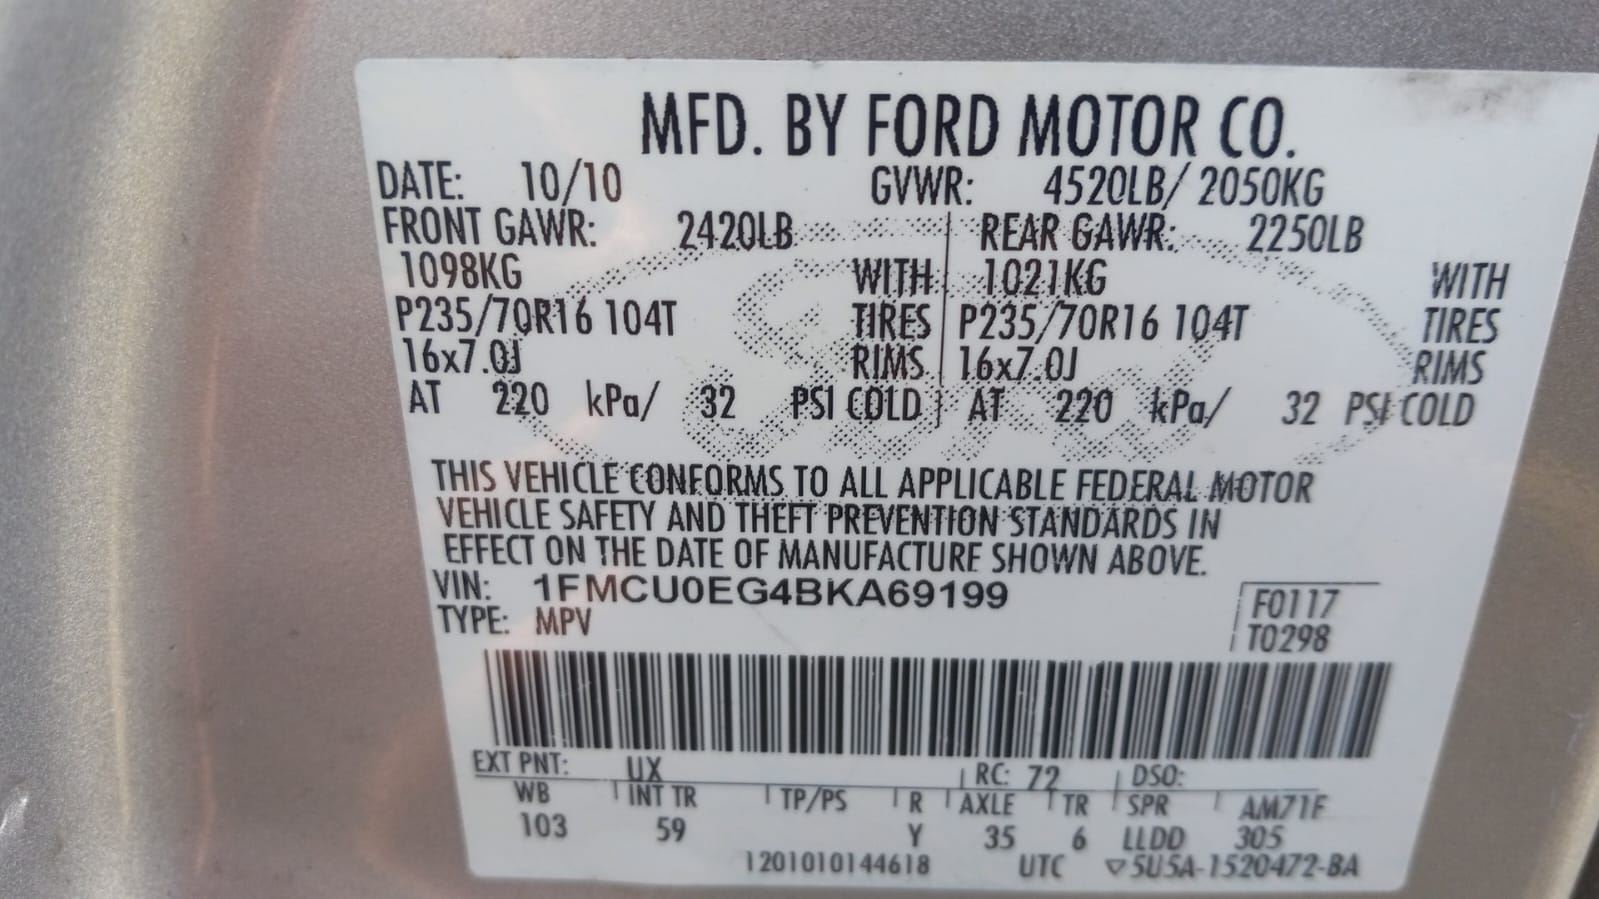 MFD. BY FORD MOTOR CO.
DATE: 10/10 GVWR: 4520LB/ 2050KG
FRONT GAWR: 2420LB REAR GAWR: 2250LB
1098KG WITH 1021KG WITH
P235/70R16 104T TIRES P235/70R16 104T TIRES
16x7.0J RIMS 16x7.0J RIMS
AT 220 kPa/ 32 PSI COLD AT 220 kPa/ 32 PSI COLD
THIS VEHICLE CONFORMS TO ALL APPLICABLE FEDERAL MOTOR
VEHICLE SAFETY AND THEFT PREVENTION STANDARDS IN
EFFECT ON THE DATE OF MANUFACTURE SHOWN ABOVE.
VIN: 1FMCU0EG4BKA69199 F0117
TYPE: MPV T0298
EXT PNT: UX RC: 72 DSO:
WB INT TR TP/PS R AXLE TR SPR AM71F
103 59 Y 35 6 LLDD 305
1201010144618 UTC ▽5U5A-1520472-BA